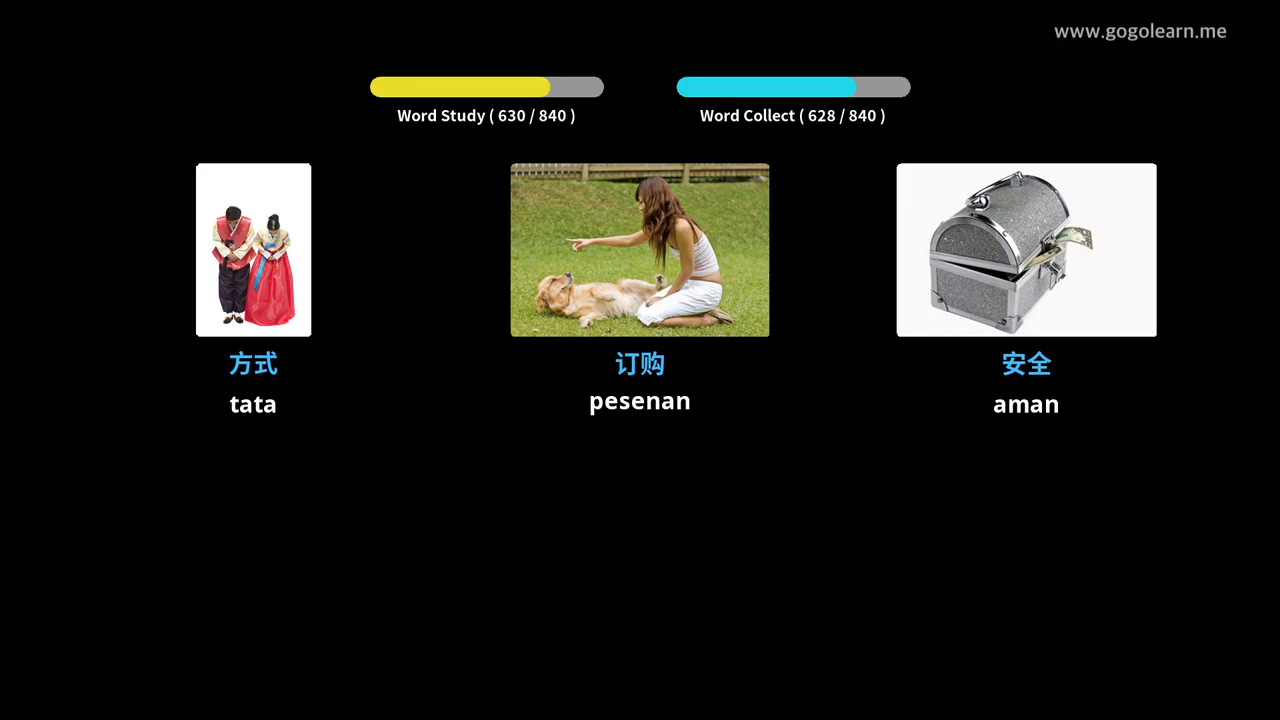 www.gogolearn.me
Word Study ( 630 / 840 )
Word Collect ( 628 / 840 )
方式
订购
安全
tata
pesenan
aman